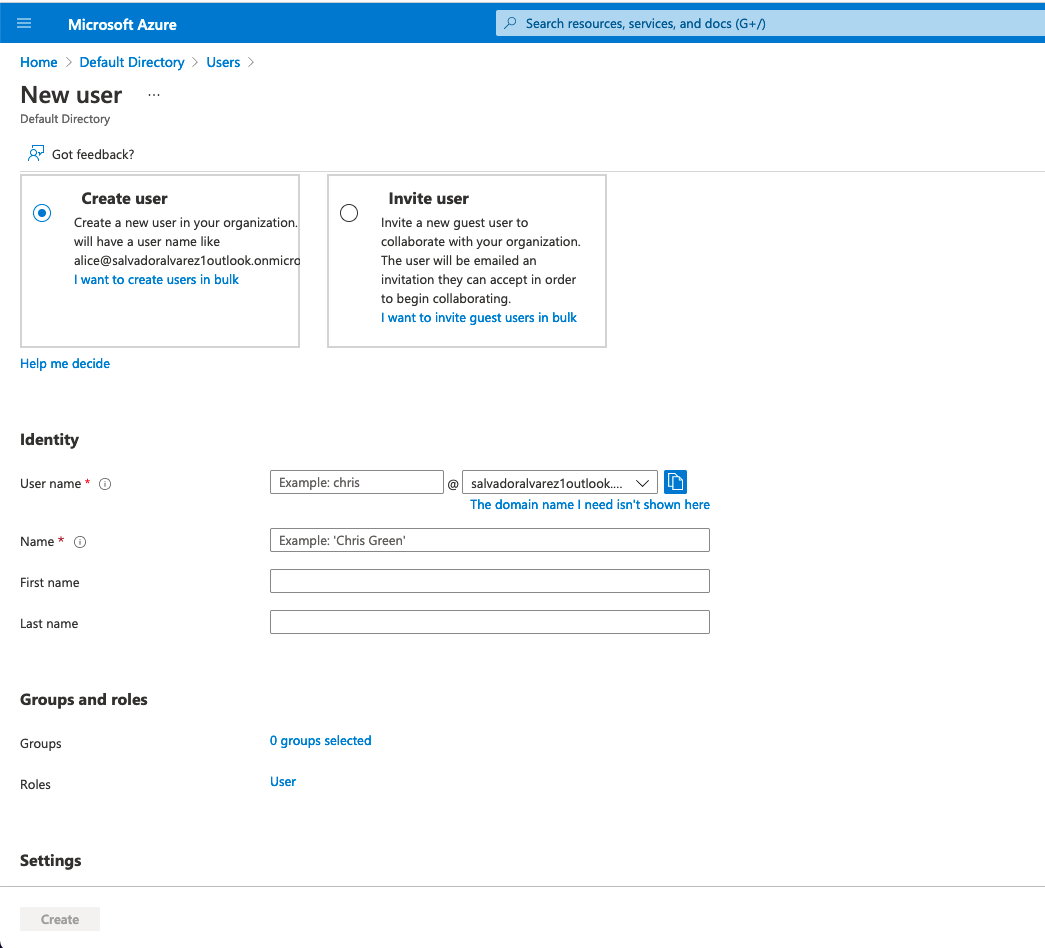 Microsoft Azure
Search resources, services, and docs (G+/)
Home > Default Directory > Users >
New user ...
Default Directory
Got feedback?
Create user
Create a new user in your organization.
will have a user name like
alice@salvadoralvarez1outlook.onmicro
I want to create users in bulk
Invite user
Invite a new guest user to
collaborate with your organization.
The user will be emailed an
invitation they can accept in order
to begin collaborating.
I want to invite guest users in bulk
Help me decide
Identity
User name * Example: chris @ salvadoralvarez1outlook....
The domain name I need isn't shown here
Name * Example: 'Chris Green'
First name
Last name
Groups and roles
Groups 0 groups selected
Roles User
Settings
Create